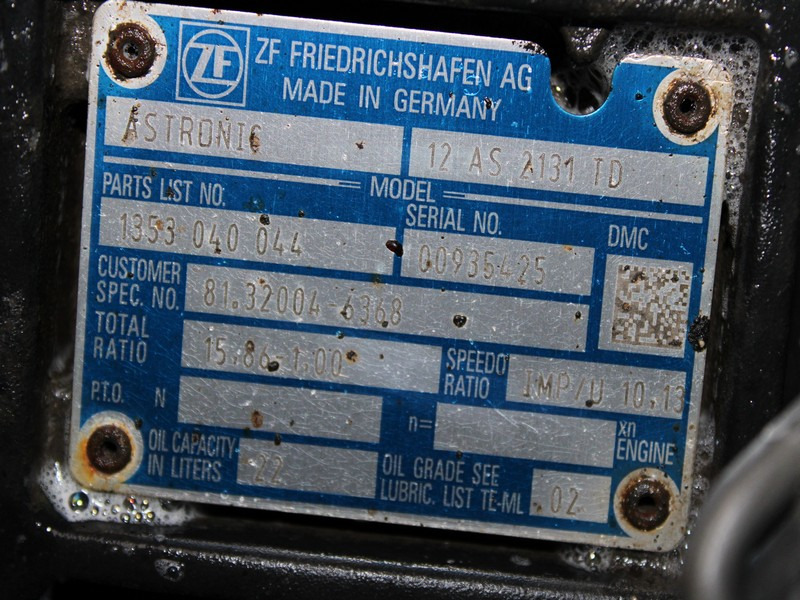 ZF
ZF FRIEDRICHSHAFEN AG
MADE IN GERMANY
ASTRONIC 12 AS 2131 TD
MODEL
PARTS LIST NO. SERIAL NO. DMC
1353 040 044 00935425
CUSTOMER SPEC. NO. 81.32004-6368
TOTAL RATIO 15.86-1.00 SPEEDO RATIO IMP/U 10,13
P.T.O. N n= xn ENGINE
OIL CAPACITY IN LITERS 22 OIL GRADE SEE LUBRIC. LIST TE-ML 02